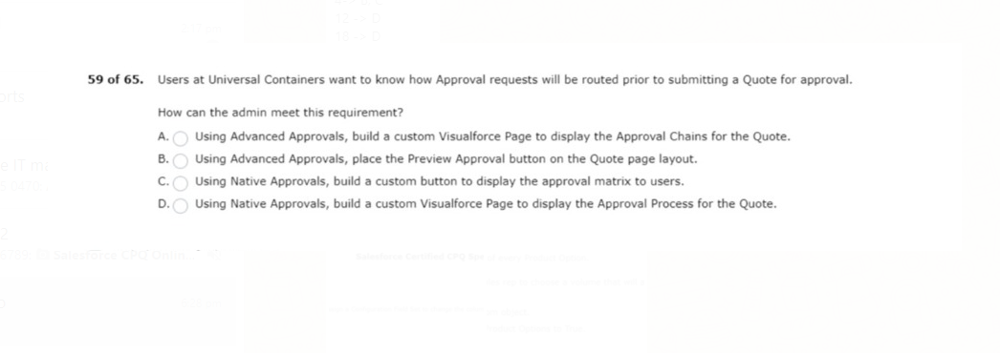 12 -> D
15 -> D
59 of 65. Users at Universal Containers want to know how Approval requests will be routed prior to submitting a Quote for approval.
How can the admin meet this requirement?
A. Using Advanced Approvals, build a custom Visualforce Page to display the Approval Chains for the Quote.
B. Using Advanced Approvals, place the Preview Approval button on the Quote page layout.
C. Using Native Approvals, build a custom button to display the approval matrix to users.
D. Using Native Approvals, build a custom Visualforce Page to display the Approval Process for the Quote.